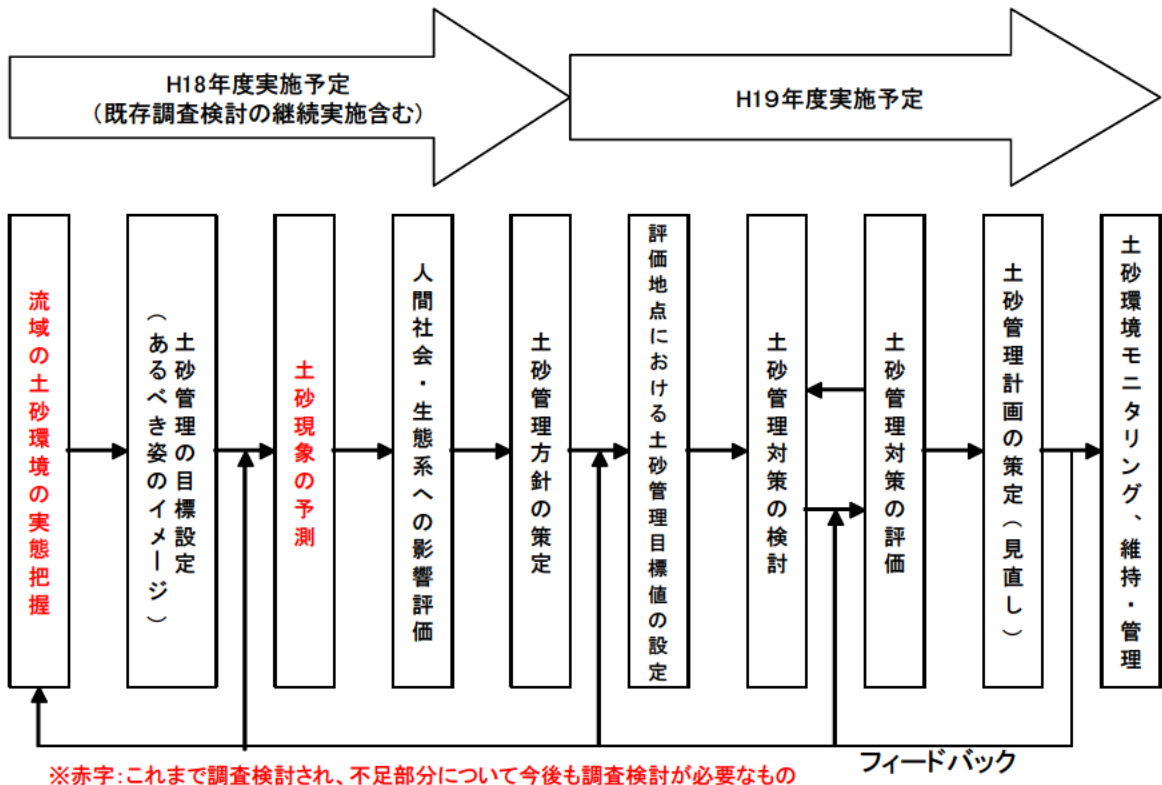 H18年度実施予定
（既存調査検討の継続実施含む）
H19年度実施予定
流域の土砂環境の実態把握
土砂管理の目標設定
（あるべき姿のイメージ）
土砂現象の予測
人間社会・生態系への影響評価
土砂管理方針の策定
評価地点における土砂管理目標値の設定
土砂管理対策の検討
土砂管理対策の評価
土砂管理計画の策定（見直し）
土砂環境モニタリング、維持・管理
フィードバック
※赤字：これまで調査検討され、不足部分について今後も調査検討が必要なもの